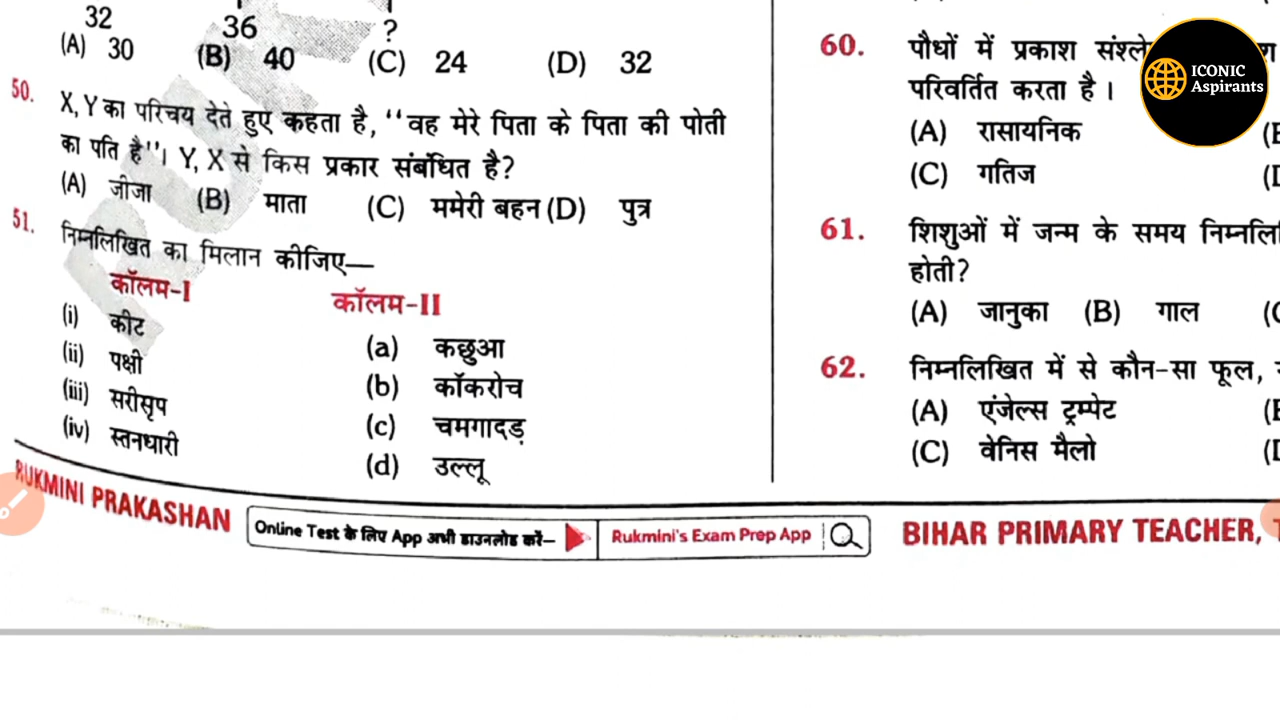 32
36
?
(A) 30 (B) 40 (C) 24 (D) 32
50. X, Y का परिचय देते हुए कहता है, ''वह मेरे पिता के पिता की पोती
का पति है''। Y, X से किस प्रकार संबंधित है?
(A) जीजा (B) माता (C) ममेरी बहन (D) पुत्र
51. निम्नलिखित का मिलान कीजिए—
कॉलम-I कॉलम-II
(i) कीट (a) कछुआ
(ii) पक्षी (b) कॉकरोच
(iii) सरीसृप (c) चमगादड़
(iv) स्तनधारी (d) उल्लू
60. पौधों में प्रकाश
परिवर्तित करता है।
(A) रासायनिक
(C) गतिज
61. शिशुओं में जन्म के समय
होती?
(A) जानुका (B) गाल
62. निम्नलिखित में से कौन-सा फूल,
(A) एंजेल्स ट्रम्पेट
(C) वेनिस मैलो
ICONIC
Aspirants
RUKMINI PRAKASHAN
Online Test के लिए App अभी डाउनलोड करें—
Rukmini's Exam Prep App
BIHAR PRIMARY TEACHER,